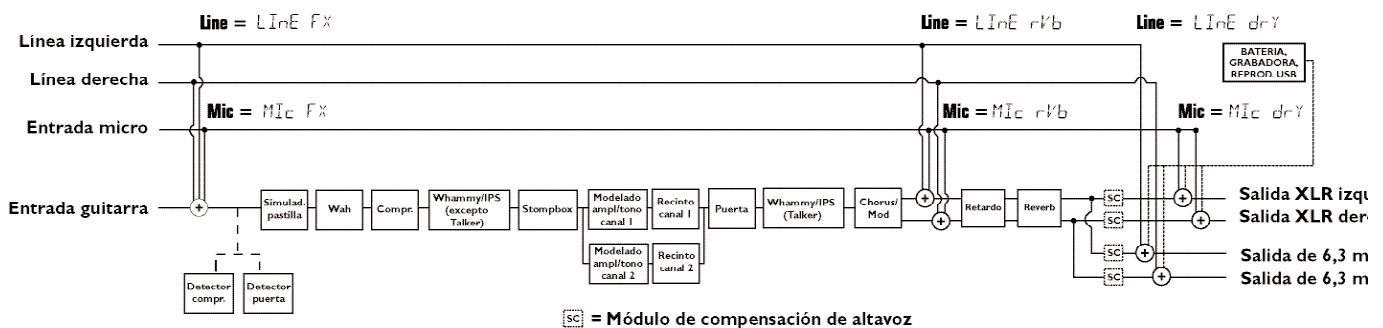 Line = LInE FX
Line = LInE rVb
Line = LInE drY
Línea izquierda
BATERIA,
GRABADORA,
REPROD. USB
Línea derecha
Mic = MIc FX
Mic = MIc rVb
Mic = MIc drY
Entrada micro
Entrada guitarra
Simulad.
pastilla
Wah
Compr.
Whammy/IPS
(excepto
Talker)
Stompbox
Modelado
ampl/tono
canal 1
Recinto
canal 1
Puerta
Whammy/IPS
(Talker)
Chorus/
Mod
Retardo
Reverb
SC
SC
SC
SC
Salida XLR izqu
Salida XLR der
Salida de 6,3 m
Salida de 6,3 m
Modelado
ampl/tono
canal 2
Recinto
canal 2
Detector
compr.
Detector
puerta
SC = Módulo de compensación de altavoz